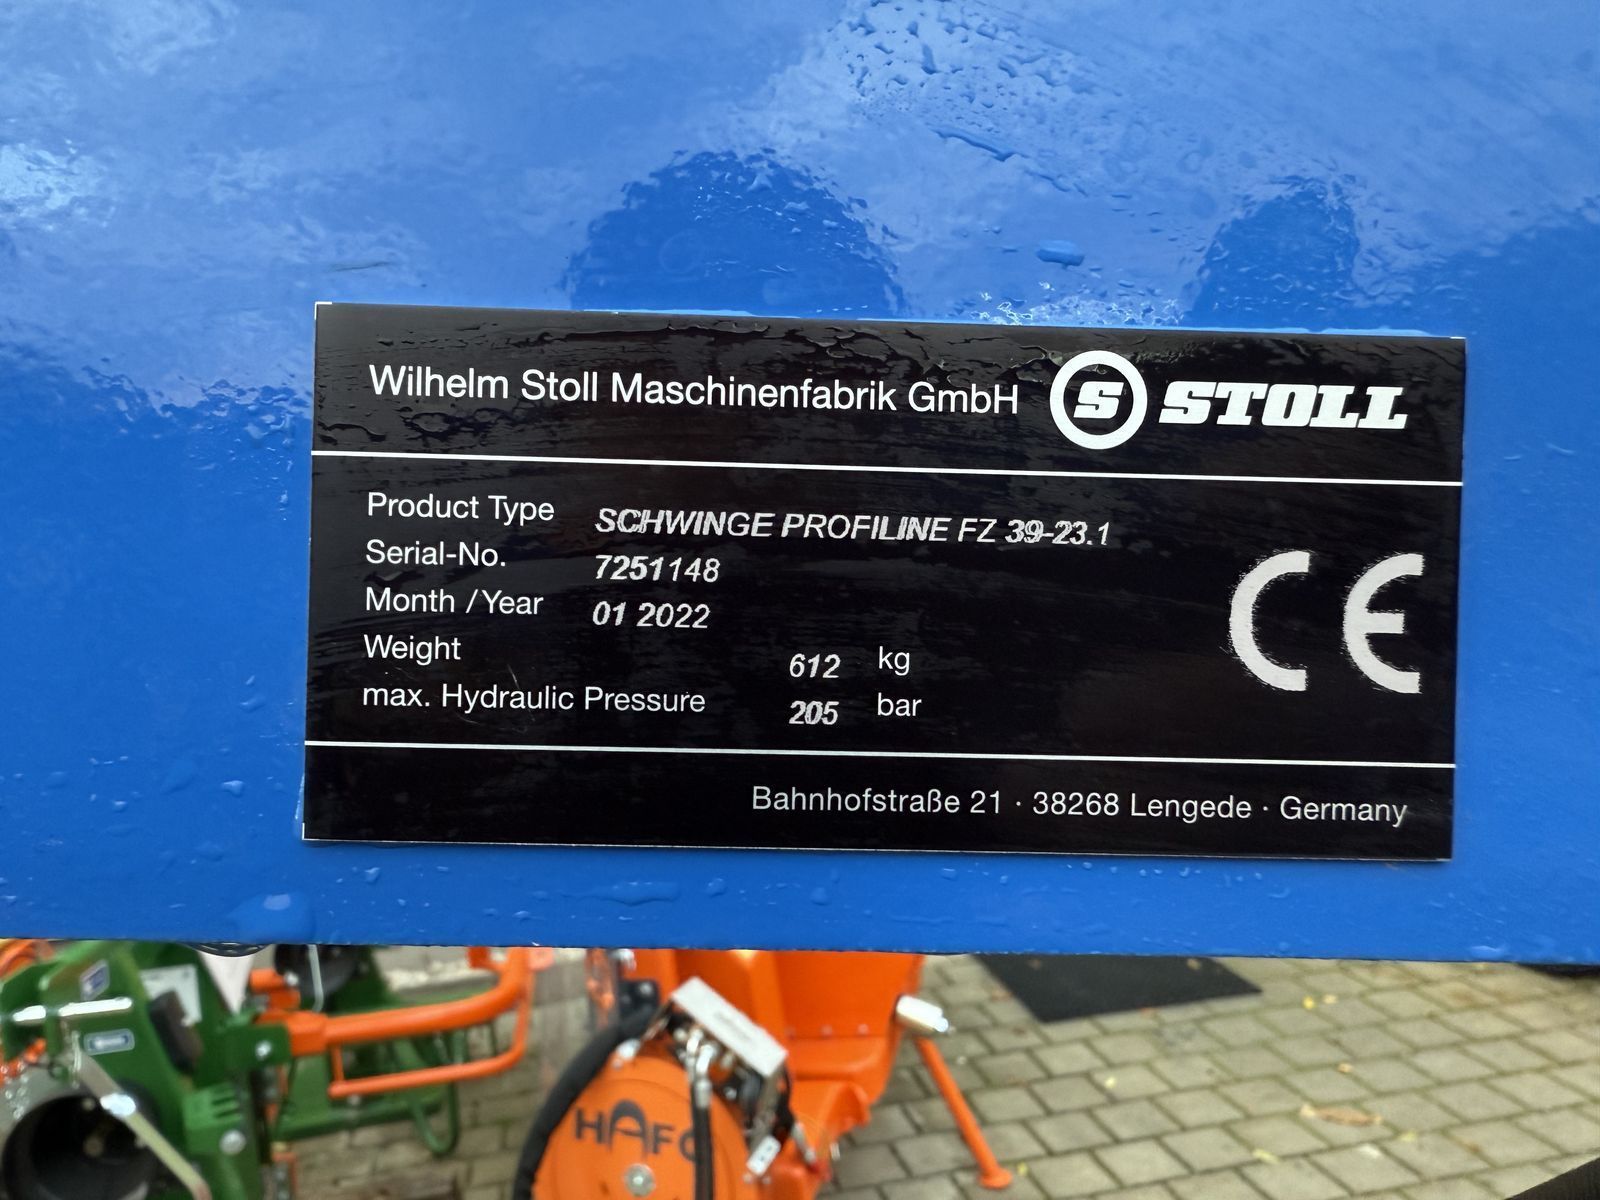 Wilhelm Stoll Maschinenfabrik GmbH S STOLL
Product Type SCHWINGE PROFILINE FZ 39-23.1
Serial-No. 7251148
Month /Year 01 2022
Weight 612 kg
max. Hydraulic Pressure 205 bar
CE
Bahnhofstraße 21 · 38268 Lengede · Germany
HAFO